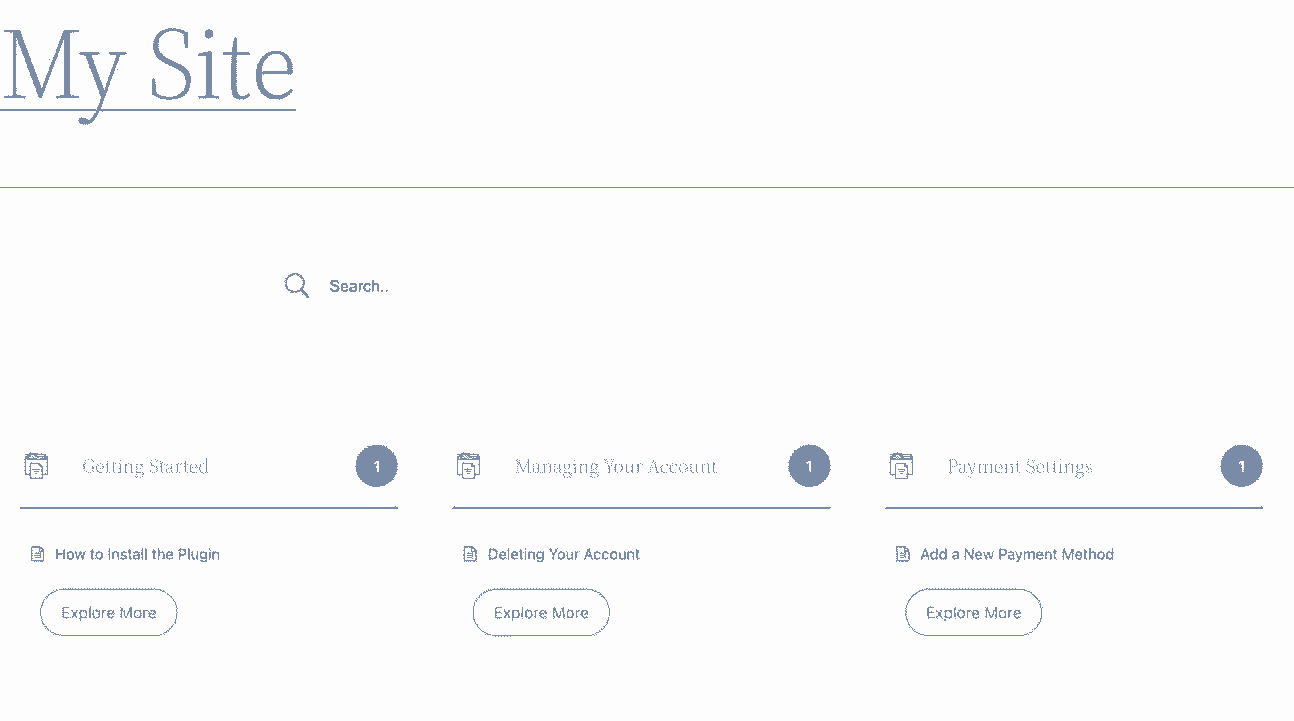 My Site
Search..
Getting Started 1
Managing Your Account 1
Payment Settings 1
How to Install the Plugin
Deleting Your Account
Add a New Payment Method
Explore More
Explore More
Explore More